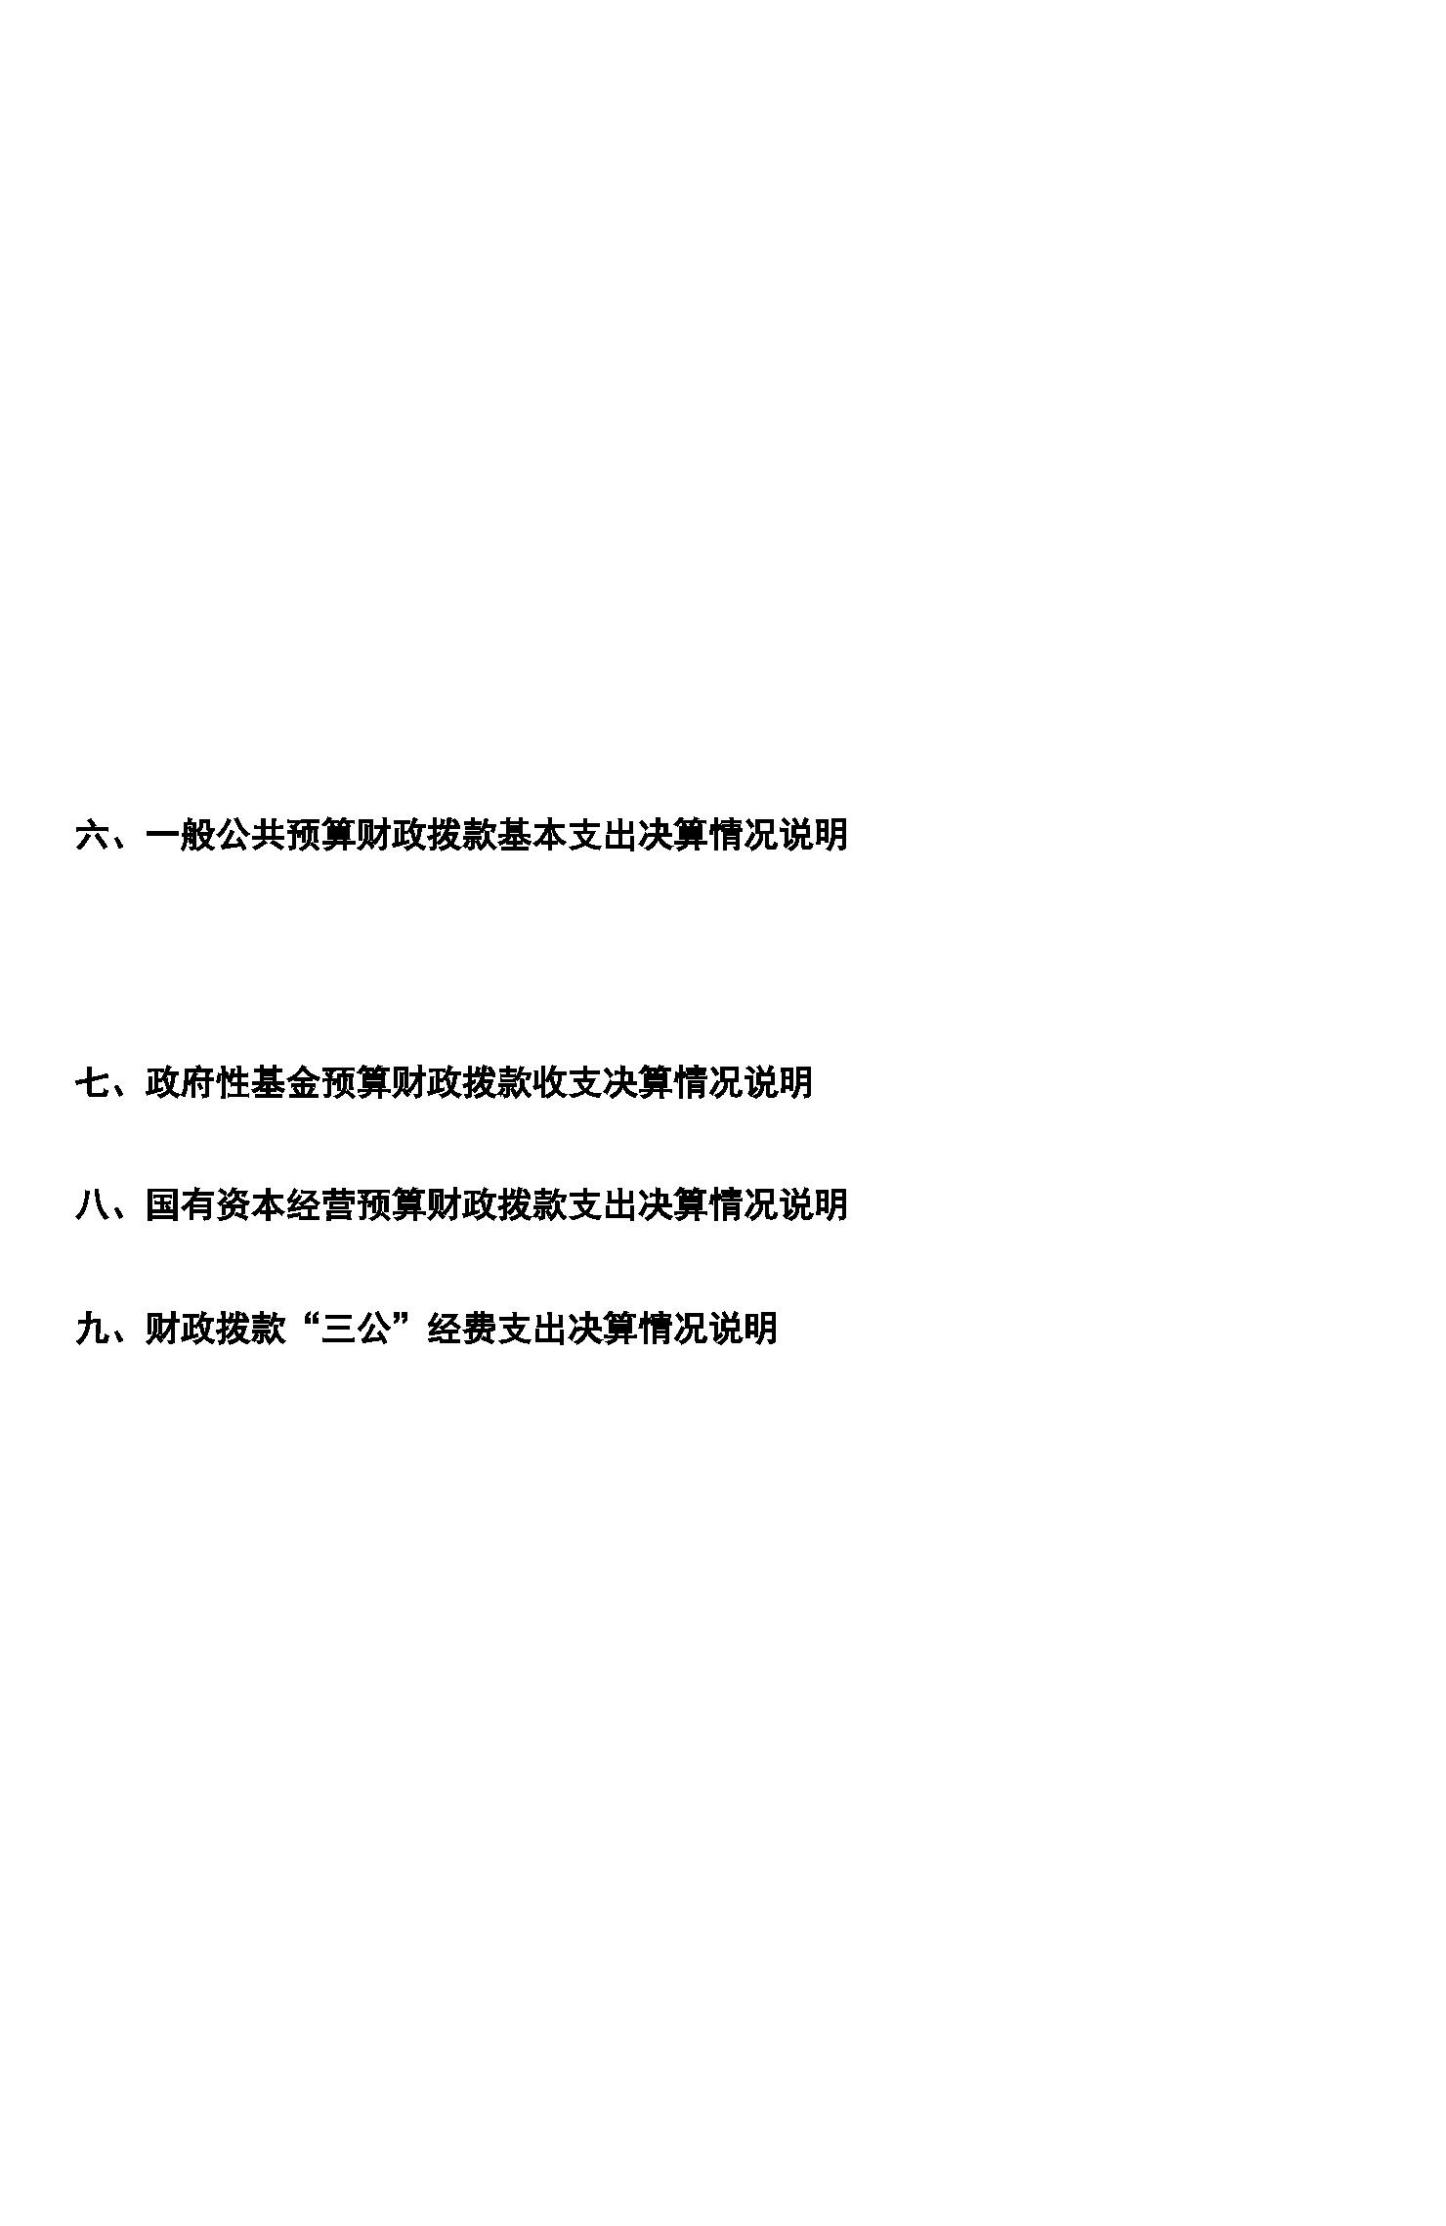 六、一般公共预算财政拨款基本支出决算情况说明
七、政府性基金预算财政拨款收支决算情况说明
八、国有资本经营预算财政拨款支出决算情况说明
九、财政拨款“三公”经费支出决算情况说明